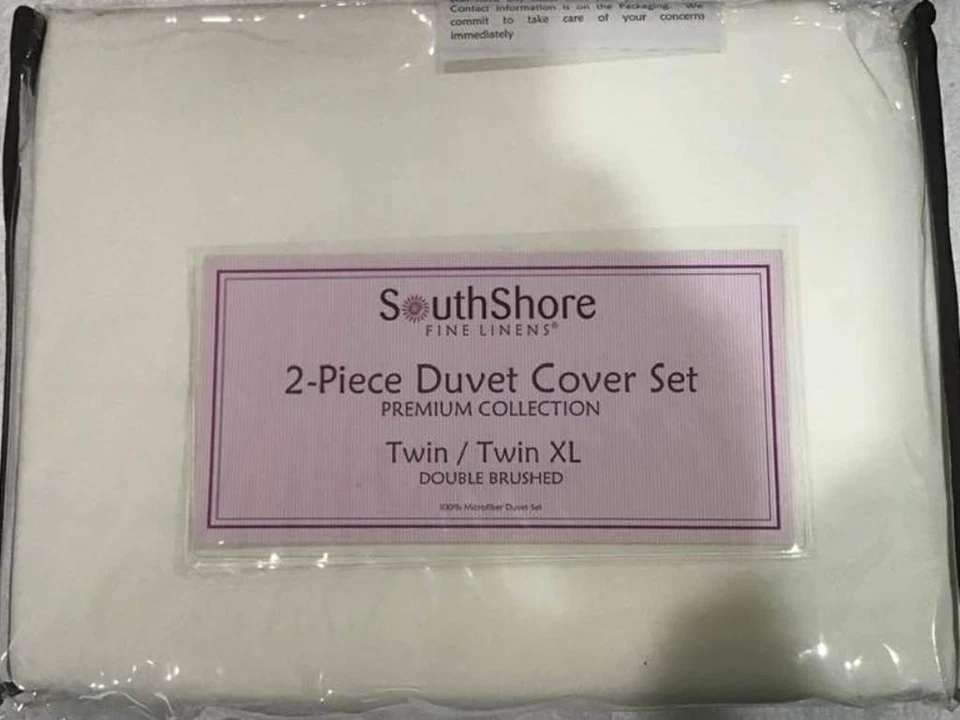 Contact Information is on the Packaging. We
commit to take care of your concerns
immediately
SouthShore
FINE LINENS®
2-Piece Duvet Cover Set
PREMIUM COLLECTION
Twin / Twin XL
DOUBLE BRUSHED
100% Microfiber Duvet Set